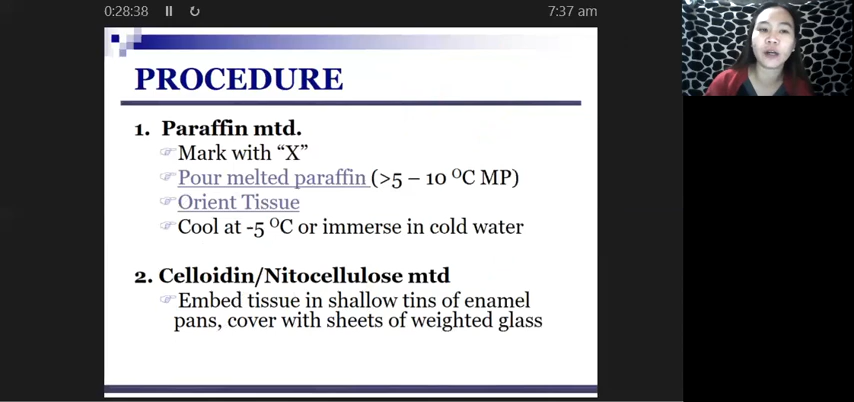 0:28:38
7:37 am
PROCEDURE
1. Paraffin mtd.
Mark with “X”
Pour melted paraffin (>5 – 10 ⁰C MP)
Orient Tissue
Cool at -5 ⁰C or immerse in cold water
2. Celloidin/Nitocellulose mtd
Embed tissue in shallow tins of enamel
pans, cover with sheets of weighted glass